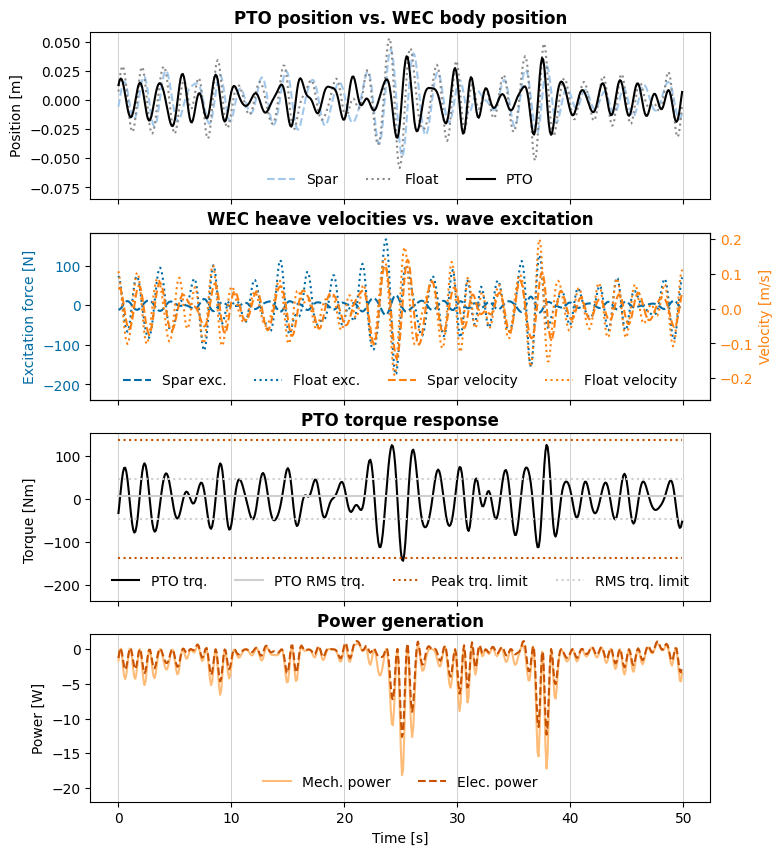 PTO position vs. WEC body position
0.050
0.025
0.000
−0.025
−0.050
−0.075
Position [m]
Spar Float PTO
WEC heave velocities vs. wave excitation
100
0
−100
−200
Excitation force [N]
0.2
0.1
0.0
−0.1
−0.2
Velocity [m/s]
Spar exc. Float exc. Spar velocity Float velocity
PTO torque response
100
0
−100
−200
Torque [Nm]
PTO trq. PTO RMS trq. Peak trq. limit RMS trq. limit
Power generation
0
−5
−10
−15
−20
Power [W]
Mech. power Elec. power
0 10 20 30 40 50
Time [s]